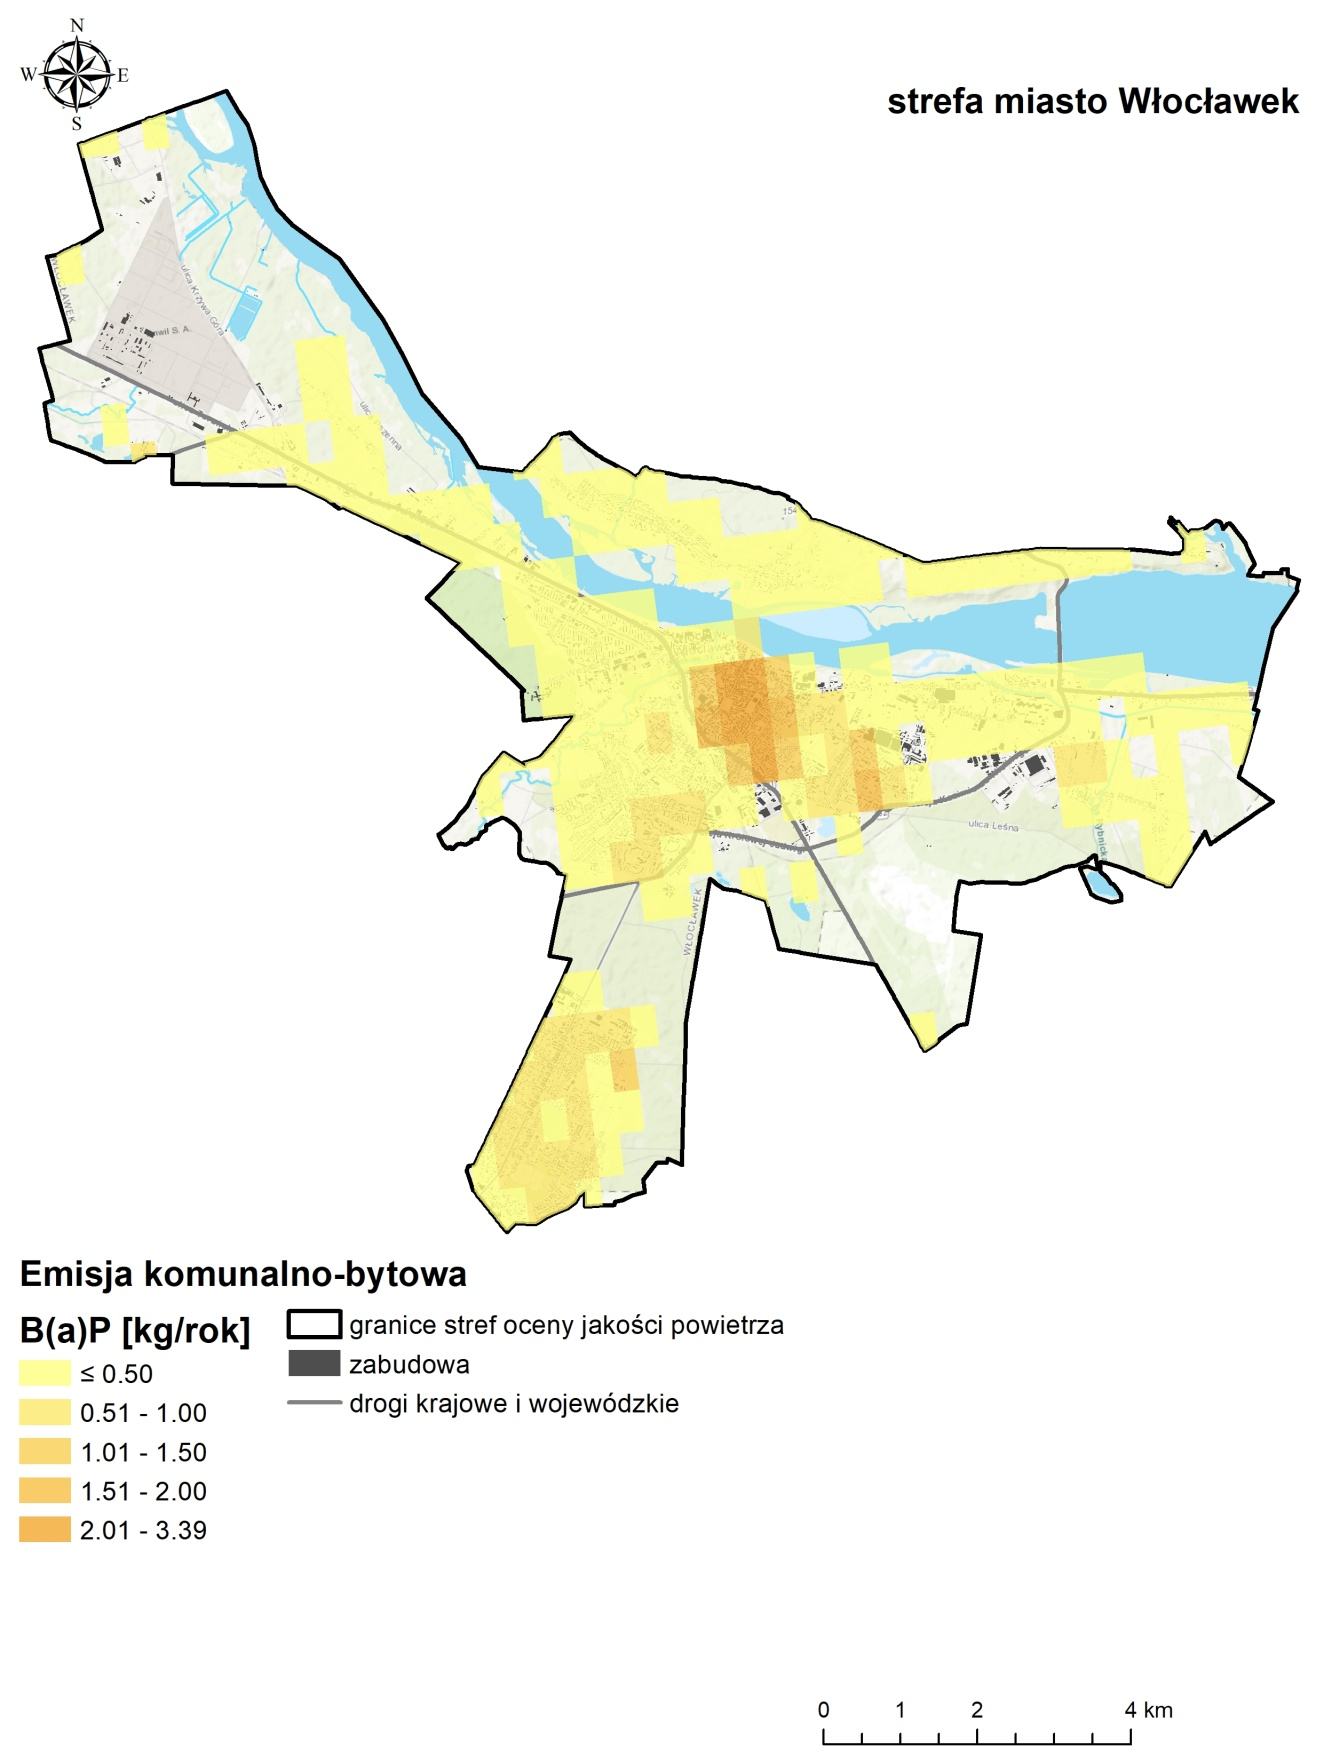 N
W E
S
strefa miasto Włocławek
WŁOCŁAWEK
ulica Krzywa Góra
S. A.
154
ulica Leśna
WŁOCŁAWEK
Emisja komunalno-bytowa
B(a)P [kg/rok]
≤ 0.50
0.51 - 1.00
1.01 - 1.50
1.51 - 2.00
2.01 - 3.39
granice stref oceny jakości powietrza
zabudowa
drogi krajowe i wojewódzkie
0 1 2 4 km